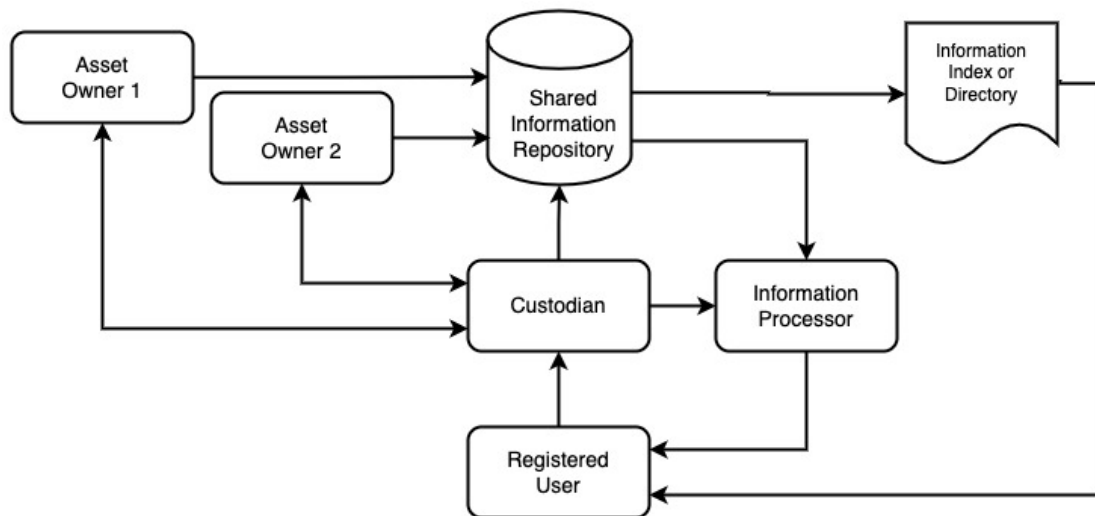 Asset
Owner 1
Asset
Owner 2
Shared
Information
Repository
Information
Index or
Directory
Custodian
Information
Processor
Registered
User